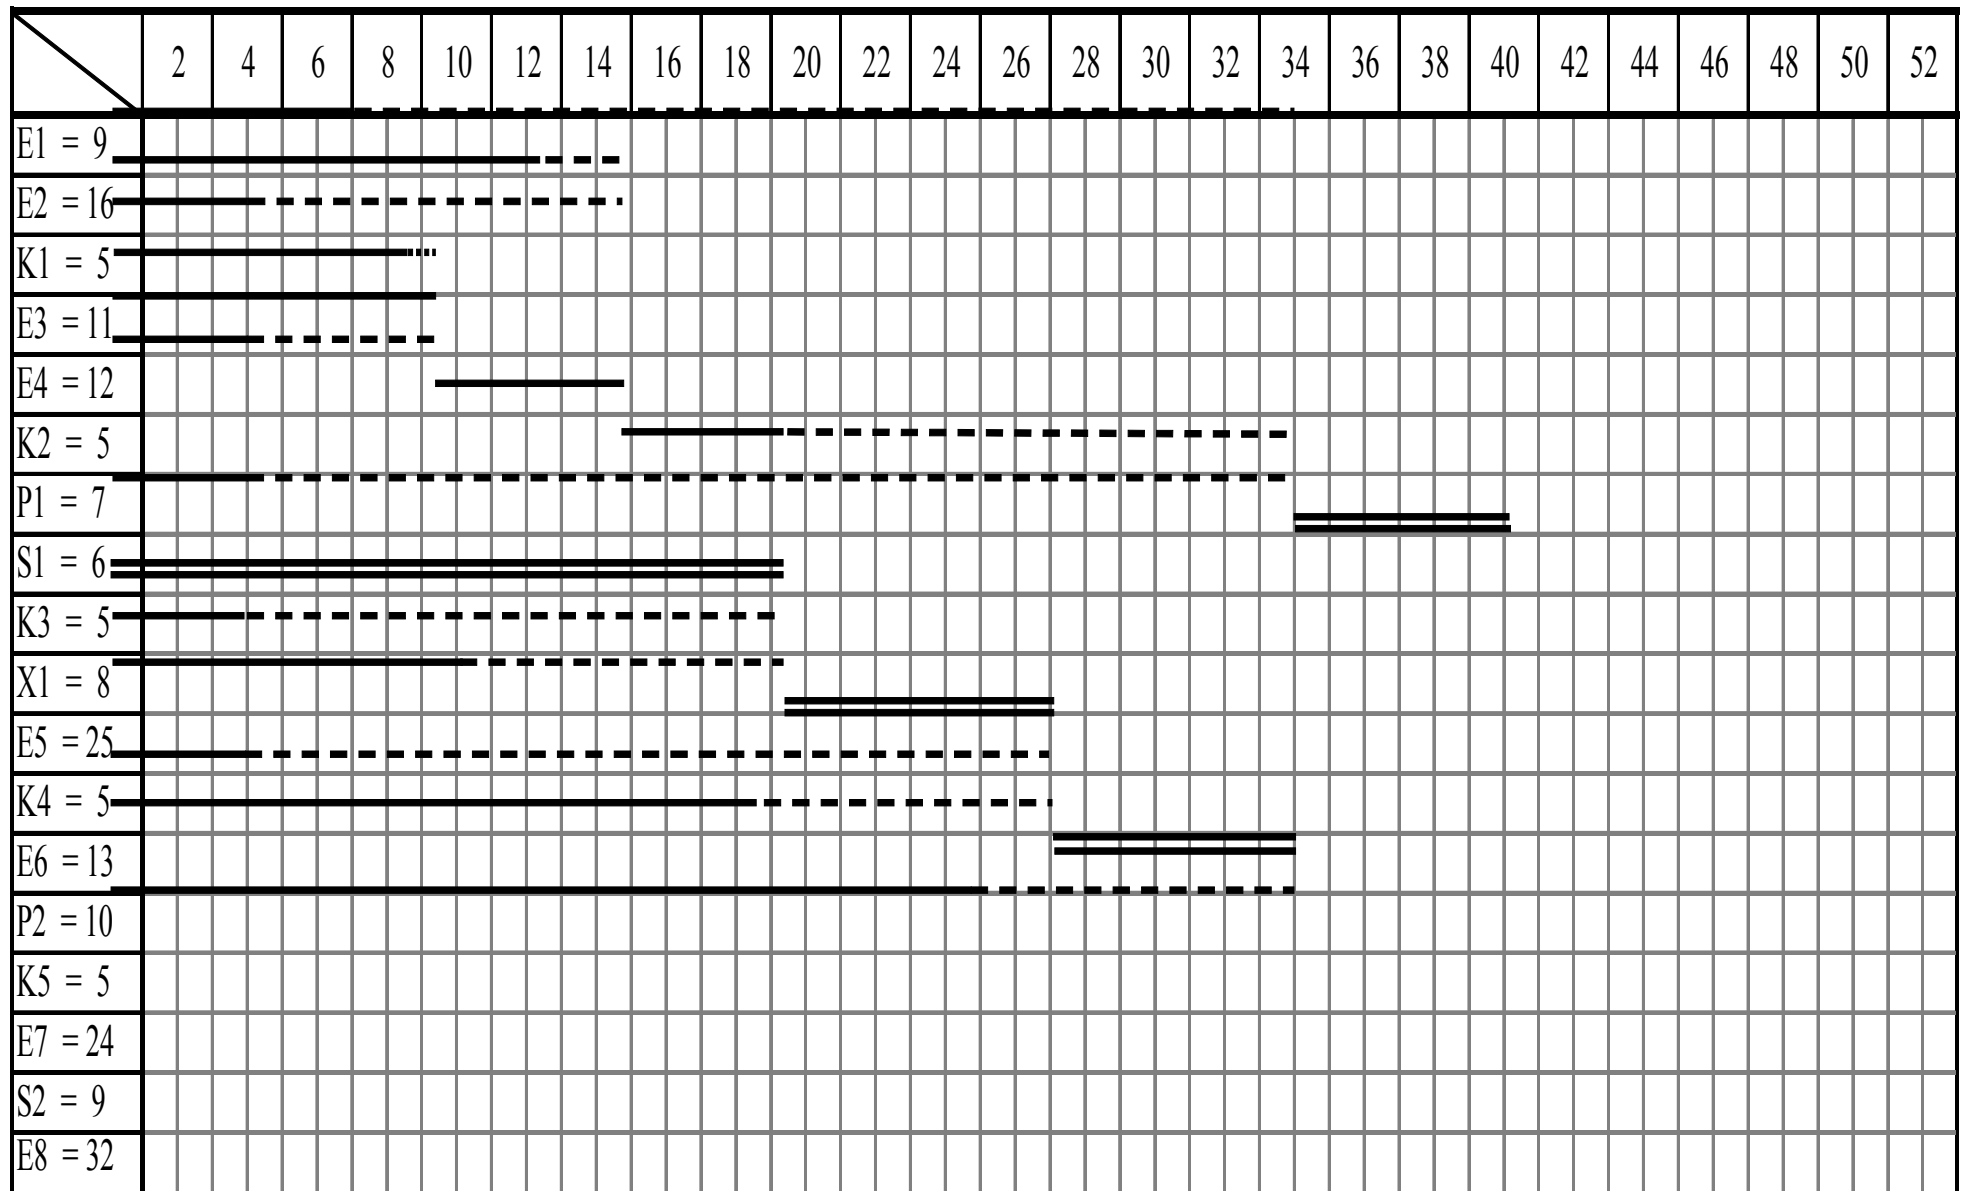 2 4 6 8 10 12 14 16 18 20 22 24 26 28 30 32 34 36 38 40 42 44 46 48 50 52
E1 = 9
E2 = 16
K1 = 5
E3 = 11
E4 = 12
K2 = 5
P1 = 7
S1 = 6
K3 = 5
X1 = 8
E5 = 25
K4 = 5
E6 = 13
P2 = 10
K5 = 5
E7 = 24
S2 = 9
E8 = 32